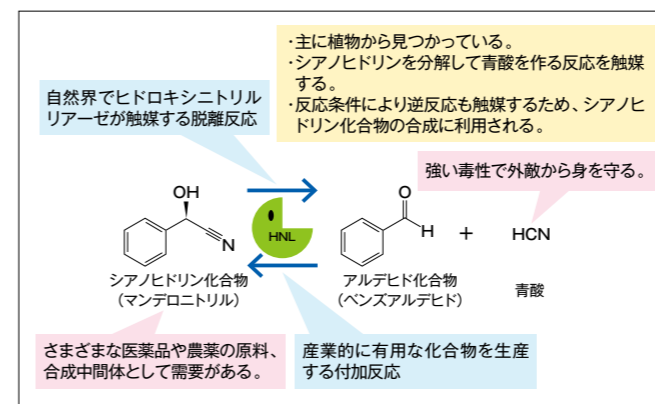 ・主に植物から見つかっている。
・シアノヒドリンを分解して青酸を作る反応を触媒
する。
・反応条件により逆反応も触媒するため、シアノヒ
ドリン化合物の合成に利用される。
自然界でヒドロキシニトリル
リアーゼが触媒する脱離反応
強い毒性で外敵から身を守る。
OH
N
HNL
O
H
+
HCN
シアノヒドリン化合物
（マンデロニトリル）
アルデヒド化合物
（ベンズアルデヒド）
青酸
さまざまな医薬品や農薬の原料、
合成中間体として需要がある。
産業的に有用な化合物を生産
する付加反応